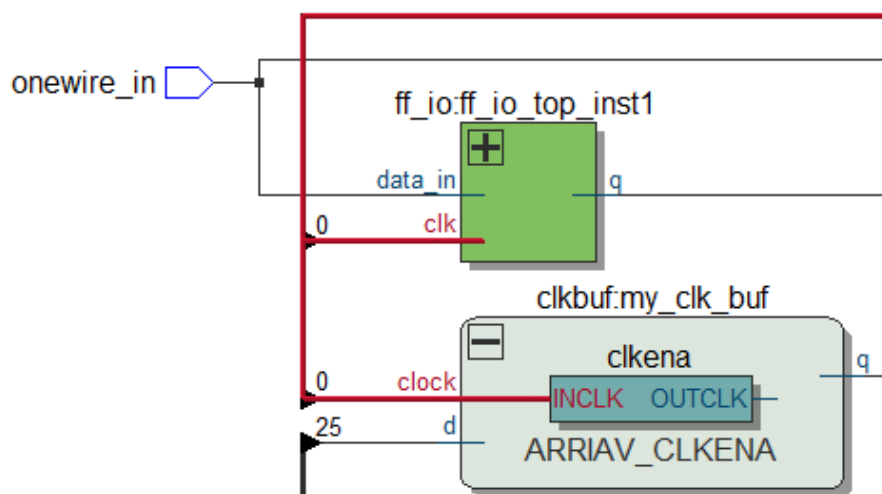 onewire_in
ff_io:ff_io_top_inst1
data_in q
0 clk
clkbuf:my_clk_buf
clkena
q
0 clock INCLK OUTCLK
25 d
ARRIAV_CLKENA